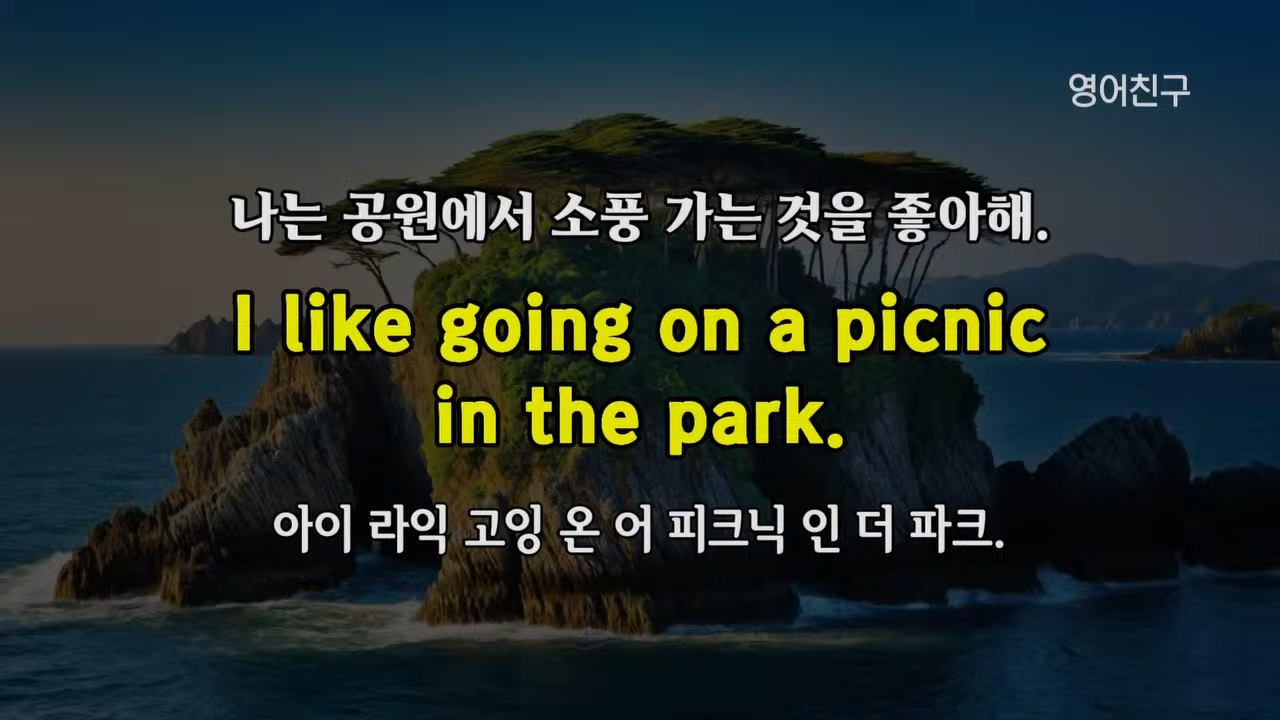 영어친구
나는 공원에서 소풍 가는 것을 좋아해.
I like going on a picnic
in the park.
아이 라익 고잉 온 어 피크닉 인 더 파크.